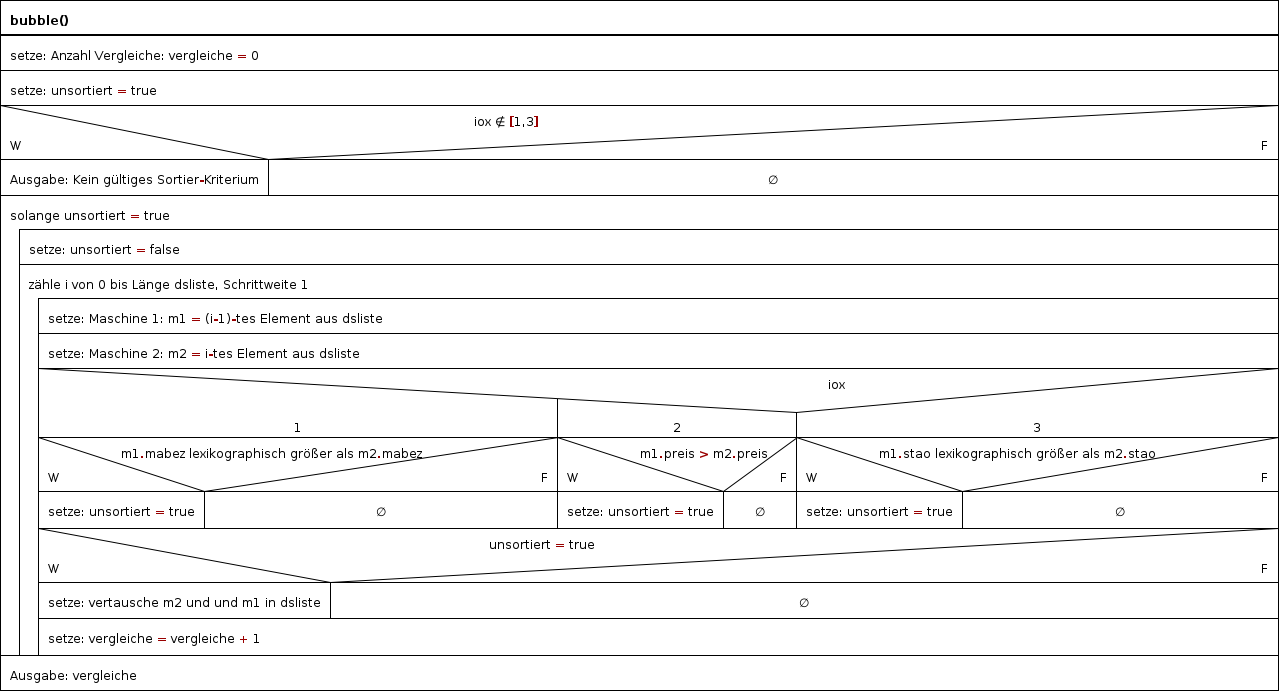 bubble()
setze: Anzahl Vergleiche: vergleiche = 0
setze: unsortiert = true
iox ∉ [1,3]
W F
Ausgabe: Kein gültiges Sortier-Kriterium ∅
solange unsortiert = true
setze: unsortiert = false
zähle i von 0 bis Länge dsliste, Schrittweite 1
setze: Maschine 1: m1 = (i-1)-tes Element aus dsliste
setze: Maschine 2: m2 = i-tes Element aus dsliste
iox
1 2 3
m1.mabez lexikographisch größer als m2.mabez m1.preis > m2.preis m1.stao lexikographisch größer als m2.stao
W F W F W F
setze: unsortiert = true ∅ setze: unsortiert = true ∅ setze: unsortiert = true ∅
unsortiert = true
W F
setze: vertausche m2 und und m1 in dsliste ∅
setze: vergleiche = vergleiche + 1
Ausgabe: vergleiche